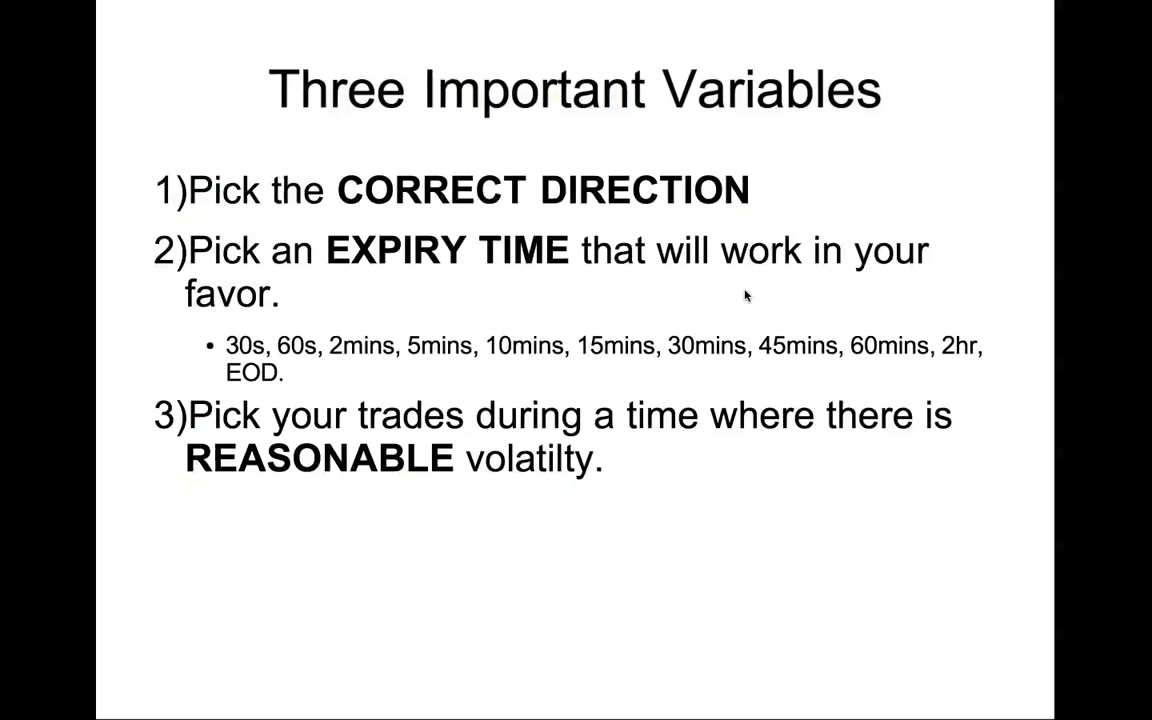 Three Important Variables
1)Pick the CORRECT DIRECTION
2)Pick an EXPIRY TIME that will work in your
favor.
• 30s, 60s, 2mins, 5mins, 10mins, 15mins, 30mins, 45mins, 60mins, 2hr,
EOD.
3)Pick your trades during a time where there is
REASONABLE volatilty.